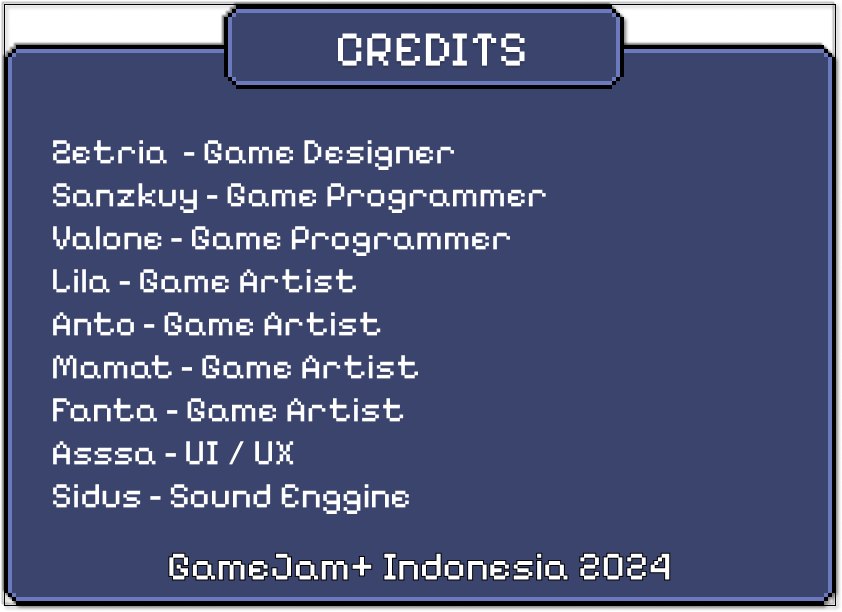 CREDITS
Zetria - Game Designer
Sanzkuy - Game Programmer
Valone - Game Programmer
Lila - Game Artist
Anto - Game Artist
Mamat - Game Artist
Fanta - Game Artist
Asssa - UI / UX
Sidus - Sound Enggine
GameJam+ Indonesia 2024